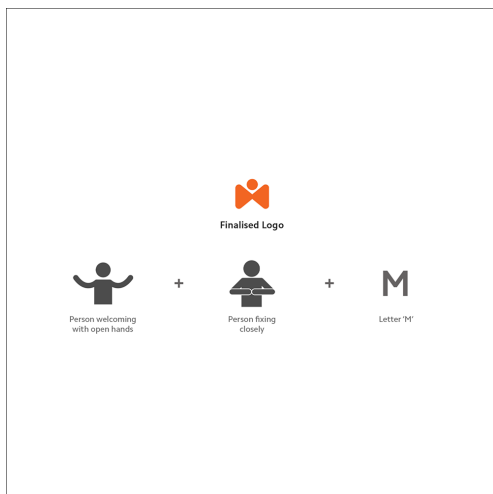 Finalised Logo
+
+
M
Person welcoming
with open hands
Person fixing
closely
Letter 'M'